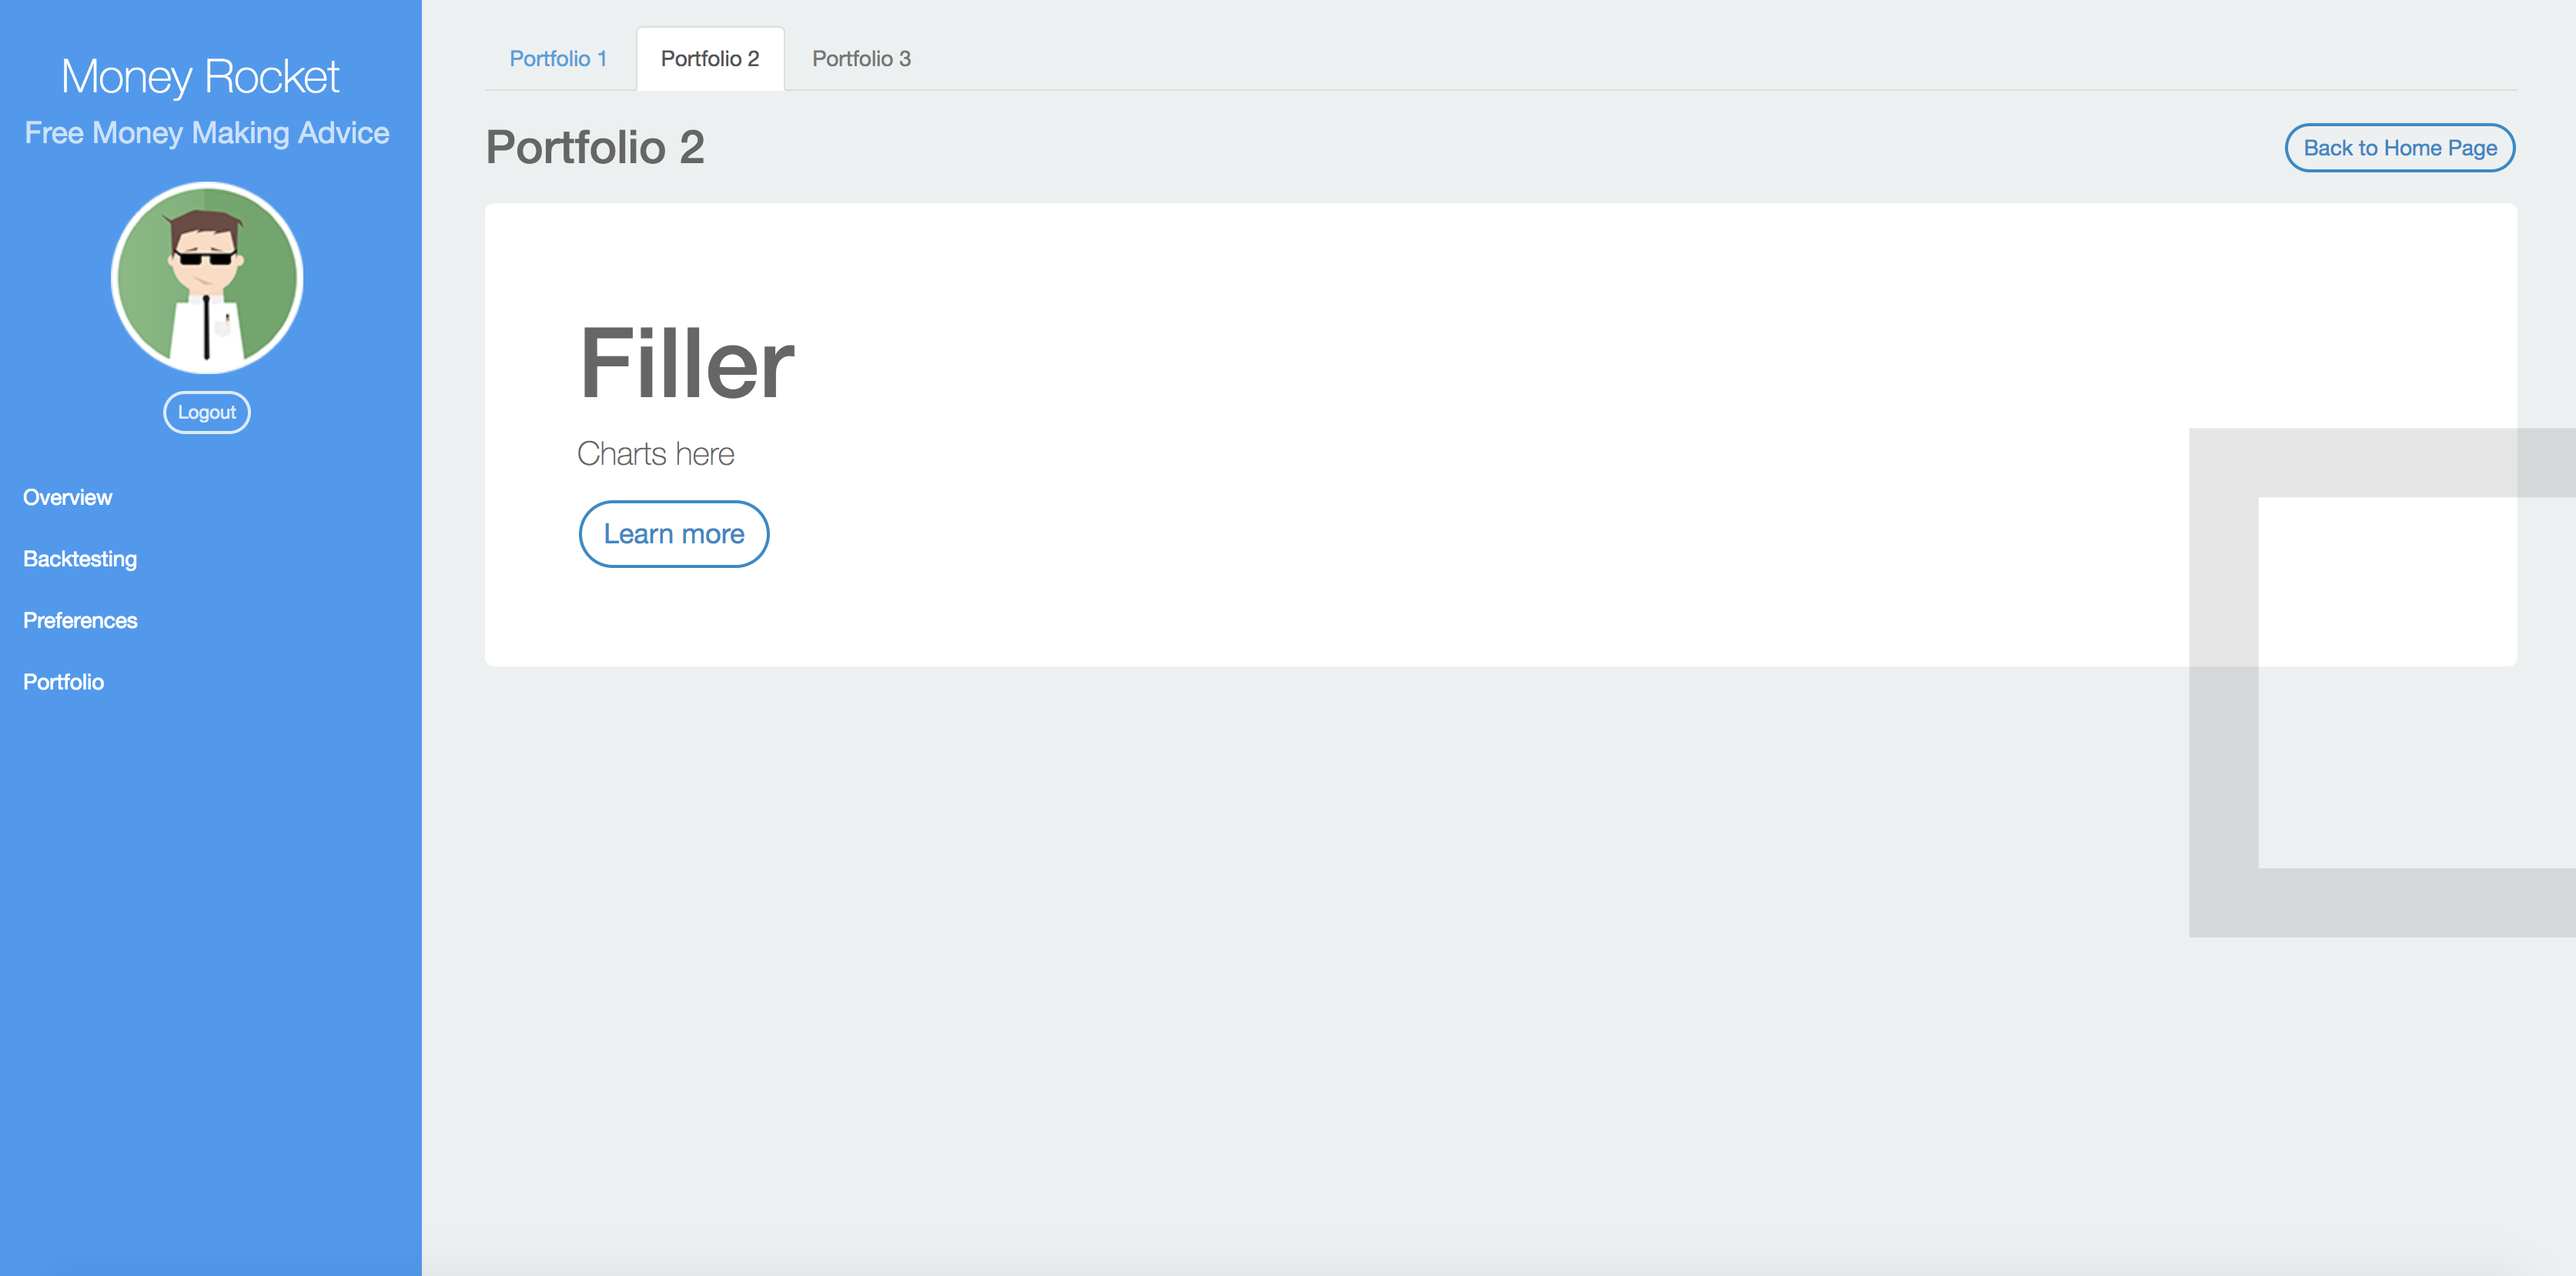 Money Rocket
Free Money Making Advice
Logout
Overview
Backtesting
Preferences
Portfolio
Portfolio 1 Portfolio 2 Portfolio 3
Portfolio 2
Back to Home Page
Filler
Charts here
Learn more